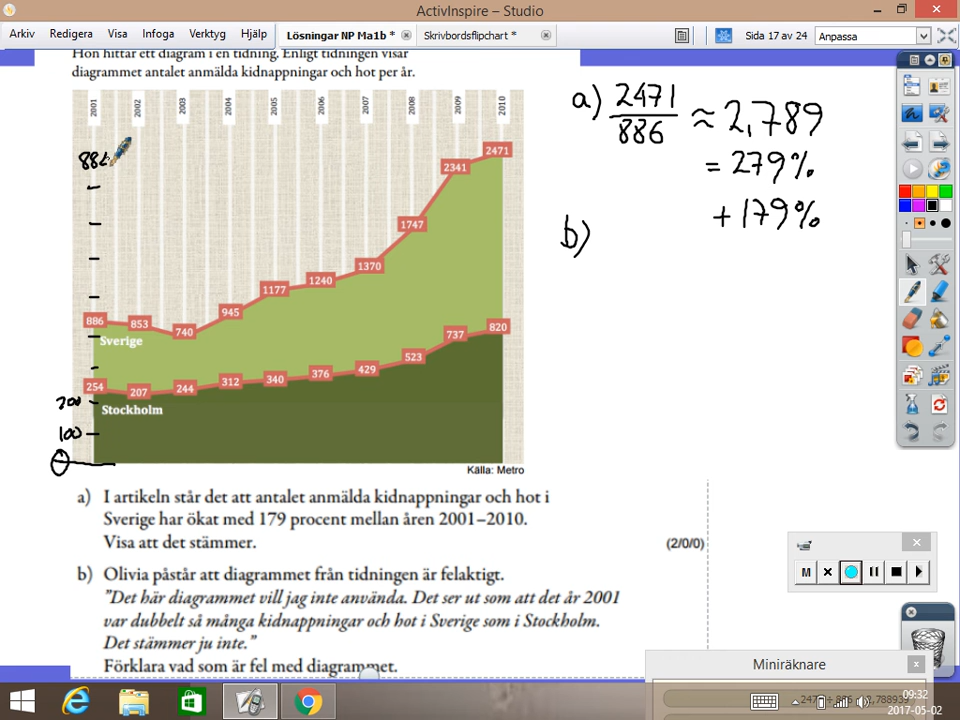 ActivInspire – Studio
Arkiv Redigera Visa Infoga Verktyg Hjälp
Lösningar NP Ma1b * Skrivbordsflipchart *
Sida 17 av 24 Anpassa
Hon hittar ett diagram i en tidning. Enligt tidningen visar
diagrammet antalet anmälda kidnappningar och hot per år.
2001 2002 2003 2004 2005 2006 2007 2008 2009 2010
886 853 740 945 1177 1240 1370 1747 2341 2471
Sverige
254 207 244 312 340 376 429 523 737 820
Stockholm
200
100
0
Källa: Metro
a) 2471
886
≈ 2,789
= 279%
+ 179%
b)
a) I artikeln står det att antalet anmälda kidnappningar och hot i
Sverige har ökat med 179 procent mellan åren 2001–2010.
Visa att det stämmer.
(2/0/0)
b) Olivia påstår att diagrammet från tidningen är felaktigt.
”Det här diagrammet vill jag inte använda. Det ser ut som att det år 2001
var dubbelt så många kidnappningar och hot i Sverige som i Stockholm.
Det stämmer ju inte.”
Förklara vad som är fel med diagrammet.
M
Miniräknare
09:32
2017-05-02